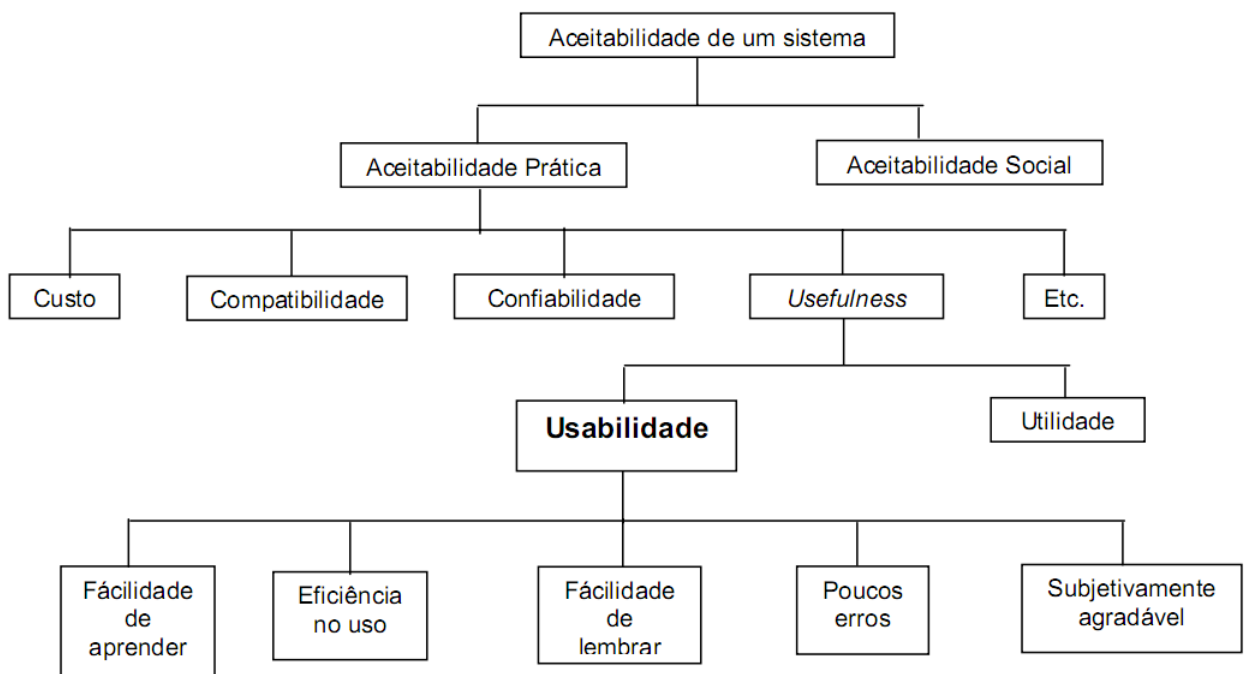 Aceitabilidade de um sistema
Aceitabilidade Prática
Aceitabilidade Social
Custo
Compatibilidade
Confiabilidade
Usefulness
Etc.
Usabilidade
Utilidade
Fácilidade
de
aprender
Eficiência
no uso
Fácilidade
de
lembrar
Poucos
erros
Subjetivamente
agradável